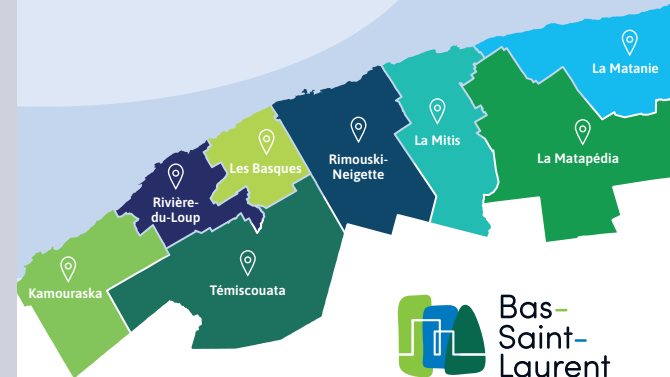 La Matanie
La Mitis
La Matapédia
Rimouski-
Neigette
Les Basques
Rivière-
du-Loup
Témiscouata
Kamouraska
Bas-
Saint-
Laurent